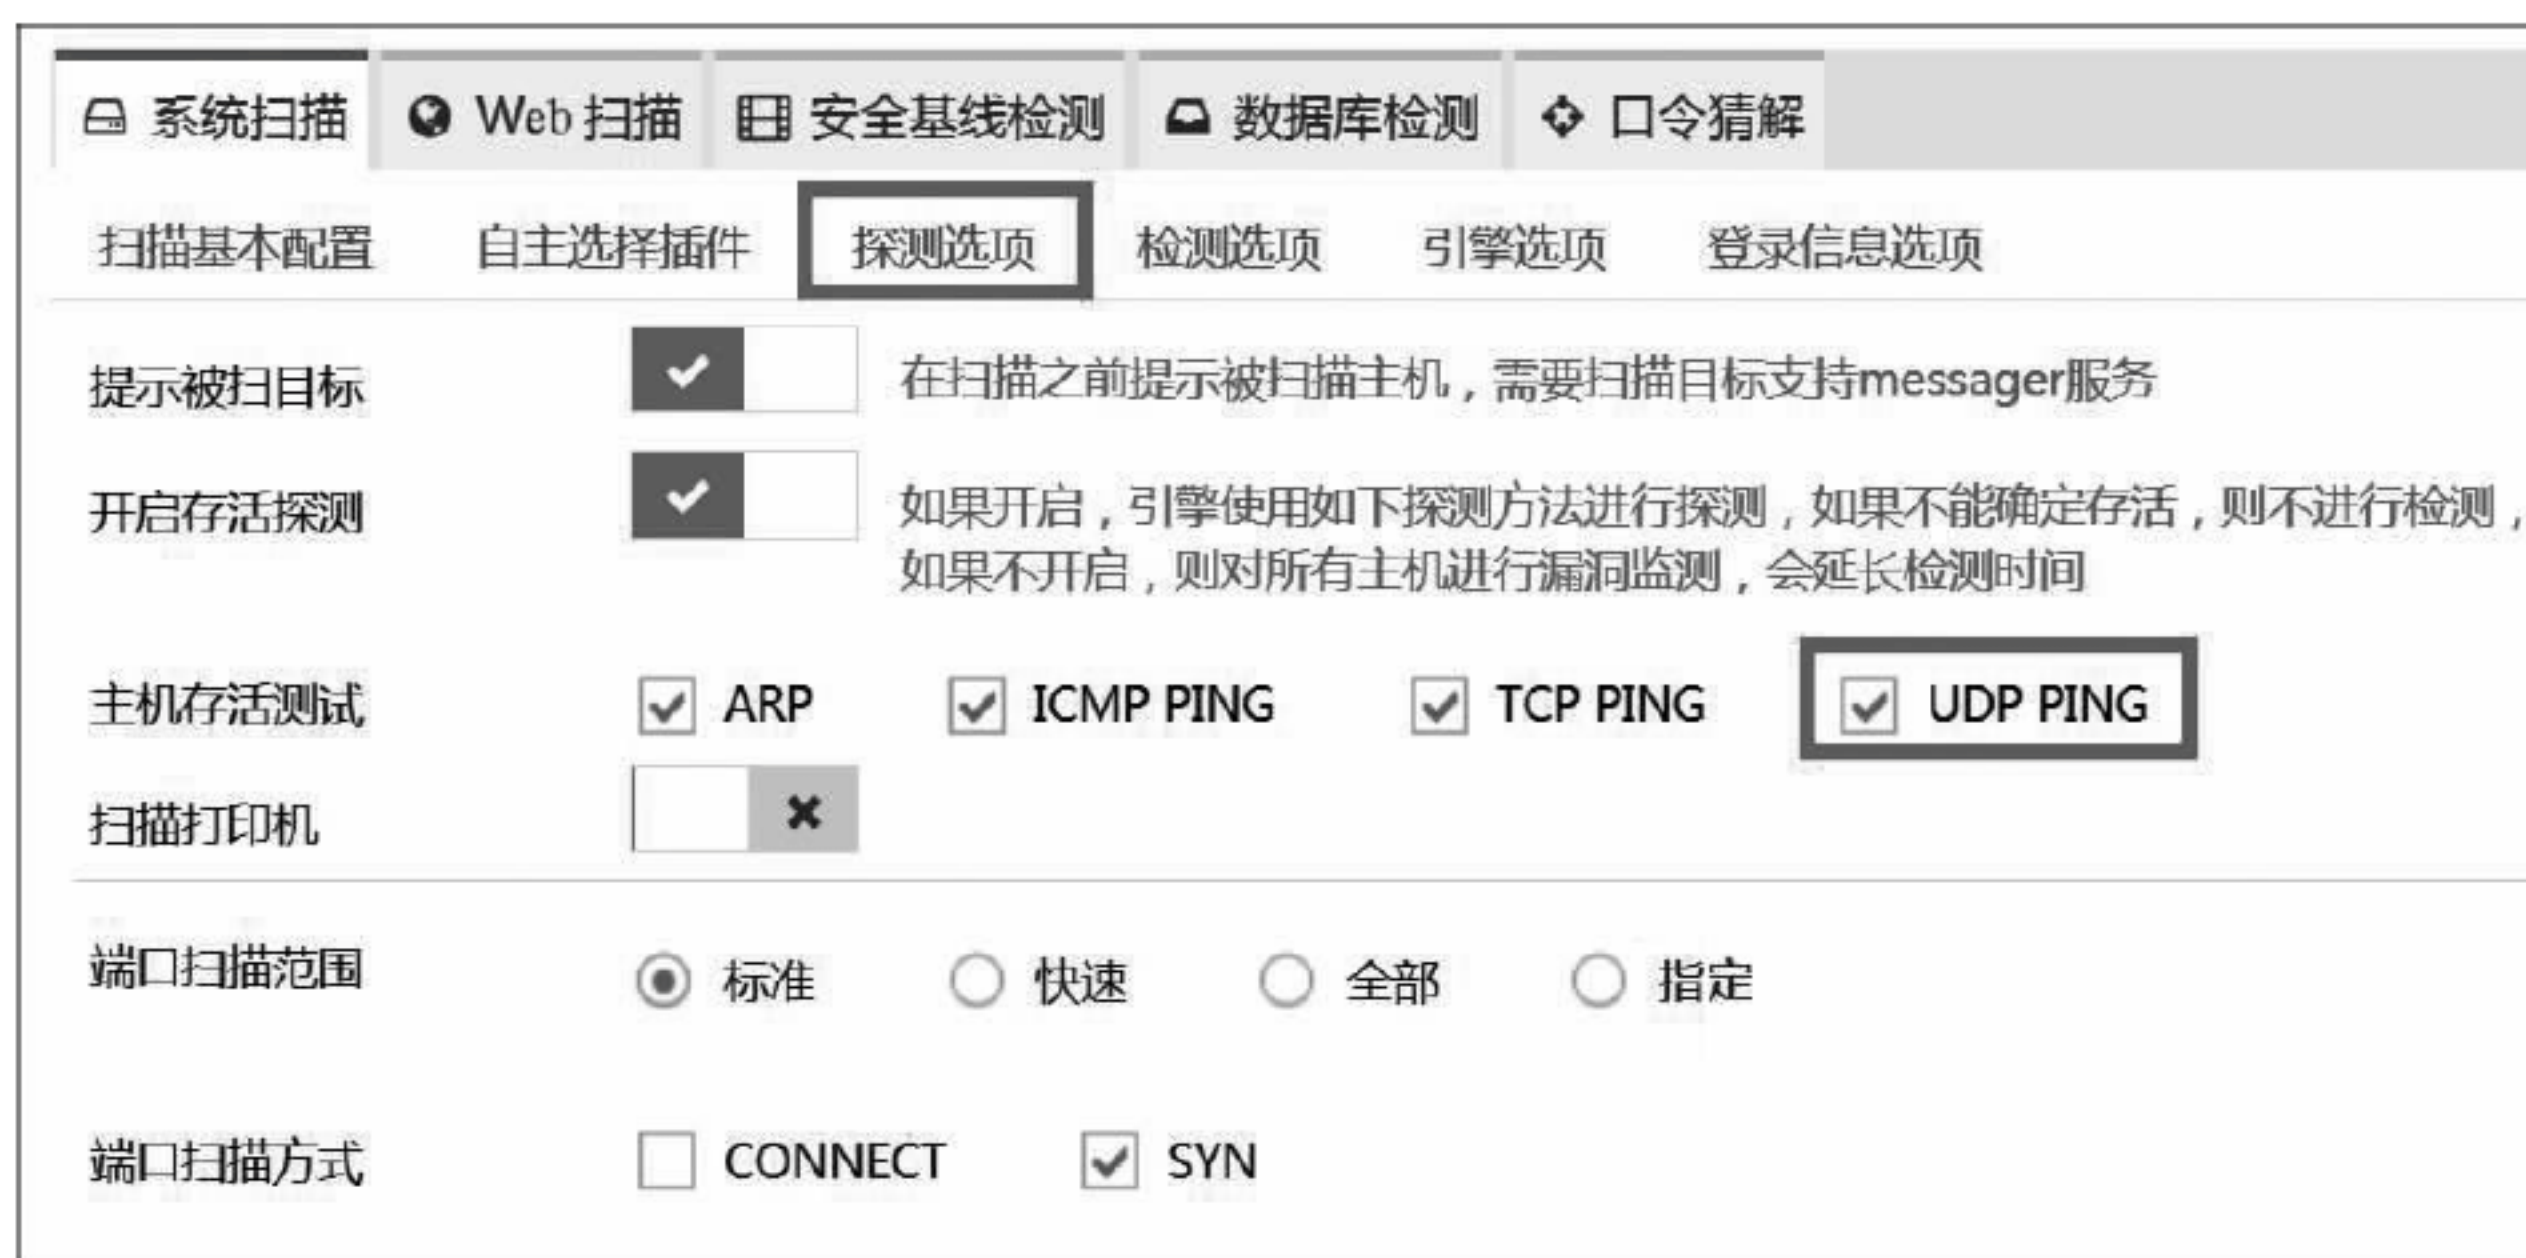 系统扫描 Web 扫描 安全基线检测 数据库检测 口令猜解
扫描基本配置 自主选择插件 探测选项 检测选项 引擎选项 登录信息选项
提示被扫目标 在扫描之前提示被扫描主机，需要扫描目标支持messager服务
开启存活探测 如果开启，引擎使用如下探测方法进行探测，如果不能确定存活，则不进行检测，
如果不开启，则对所有主机进行漏洞监测，会延长检测时间
主机存活测试 ARP ICMP PING TCP PING UDP PING
扫描打印机
端口扫描范围 标准 快速 全部 指定
端口扫描方式 CONNECT SYN